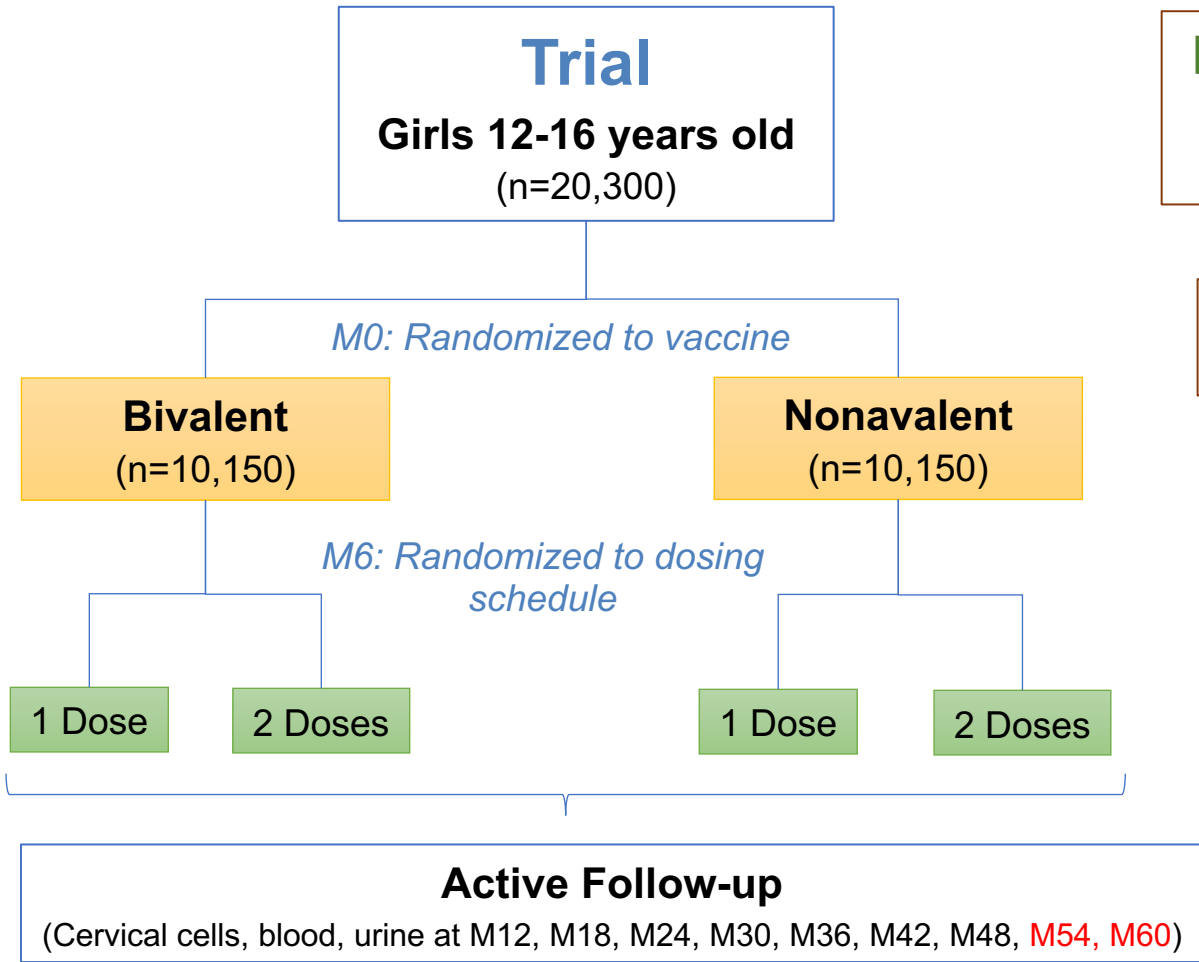 Trial
Girls 12-16 years old
(n=20,300)
M0: Randomized to vaccine
Bivalent
(n=10,150)
Nonavalent
(n=10,150)
M6: Randomized to dosing
schedule
1 Dose
2 Doses
1 Dose
2 Doses
Active Follow-up
(Cervical cells, blood, urine at M12, M18, M24, M30, M36, M42, M48, M54, M60)